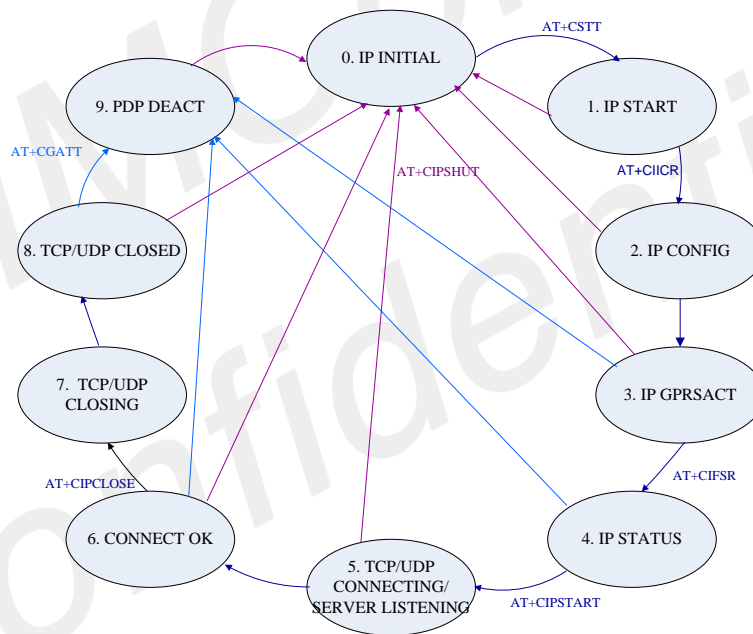 0. IP INITIAL
AT+CSTT
9. PDP DEACT
1. IP START
AT+CGATT
AT+CIPSHUT
AT+CIICR
8. TCP/UDP CLOSED
2. IP CONFIG
7. TCP/UDP
CLOSING
3. IP GPRSACT
AT+CIPCLOSE
AT+CIFSR
6. CONNECT OK
4. IP STATUS
5. TCP/UDP
CONNECTING/
SERVER LISTENING
AT+CIPSTART